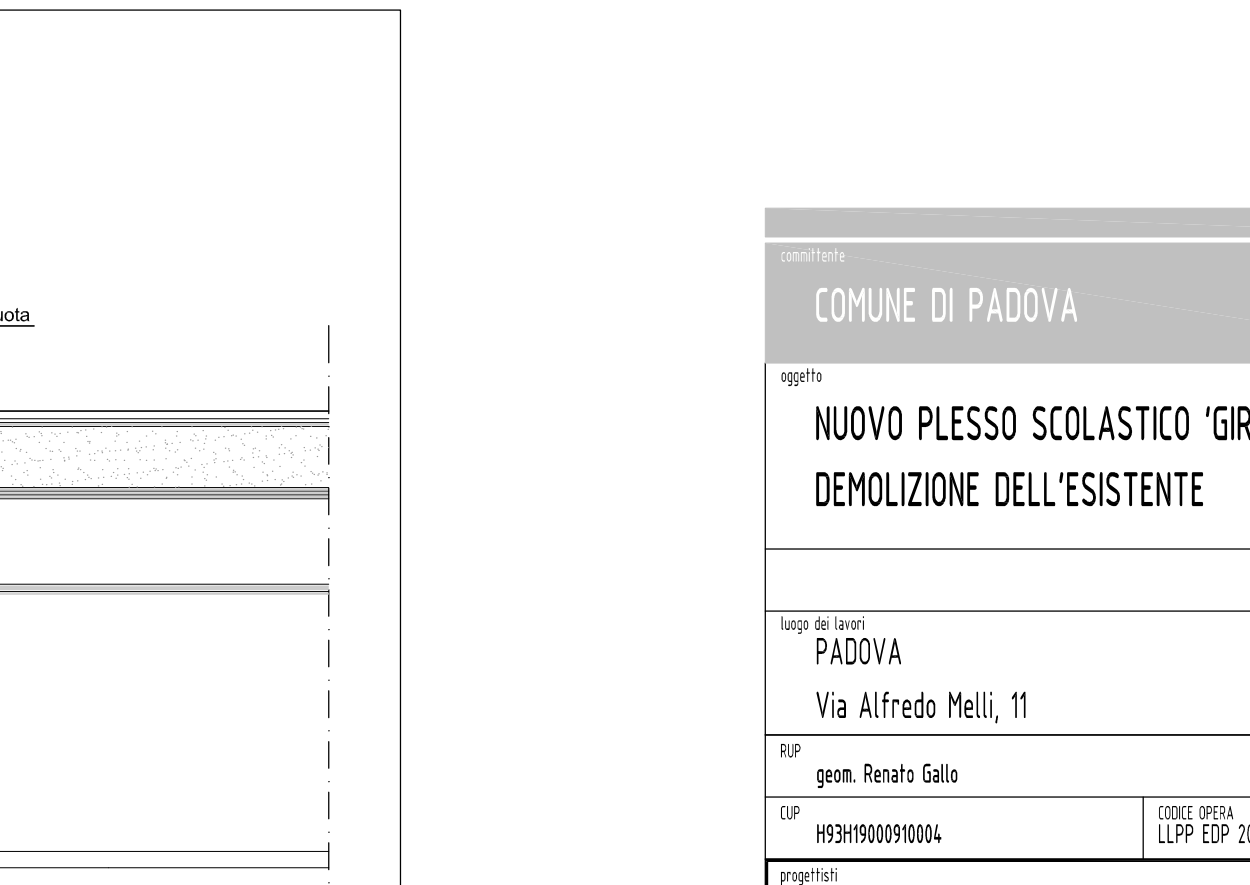 committente
COMUNE DI PADOVA
oggetto
NUOVO PLESSO SCOLASTICO 'GIR
DEMOLIZIONE DELL'ESISTENTE
luogo dei lavori
PADOVA
Via Alfredo Melli, 11
RUP
geom. Renato Gallo
CUP
H93H19000910004
CODICE OPERA
LLPP EDP 20
progettisti
uota